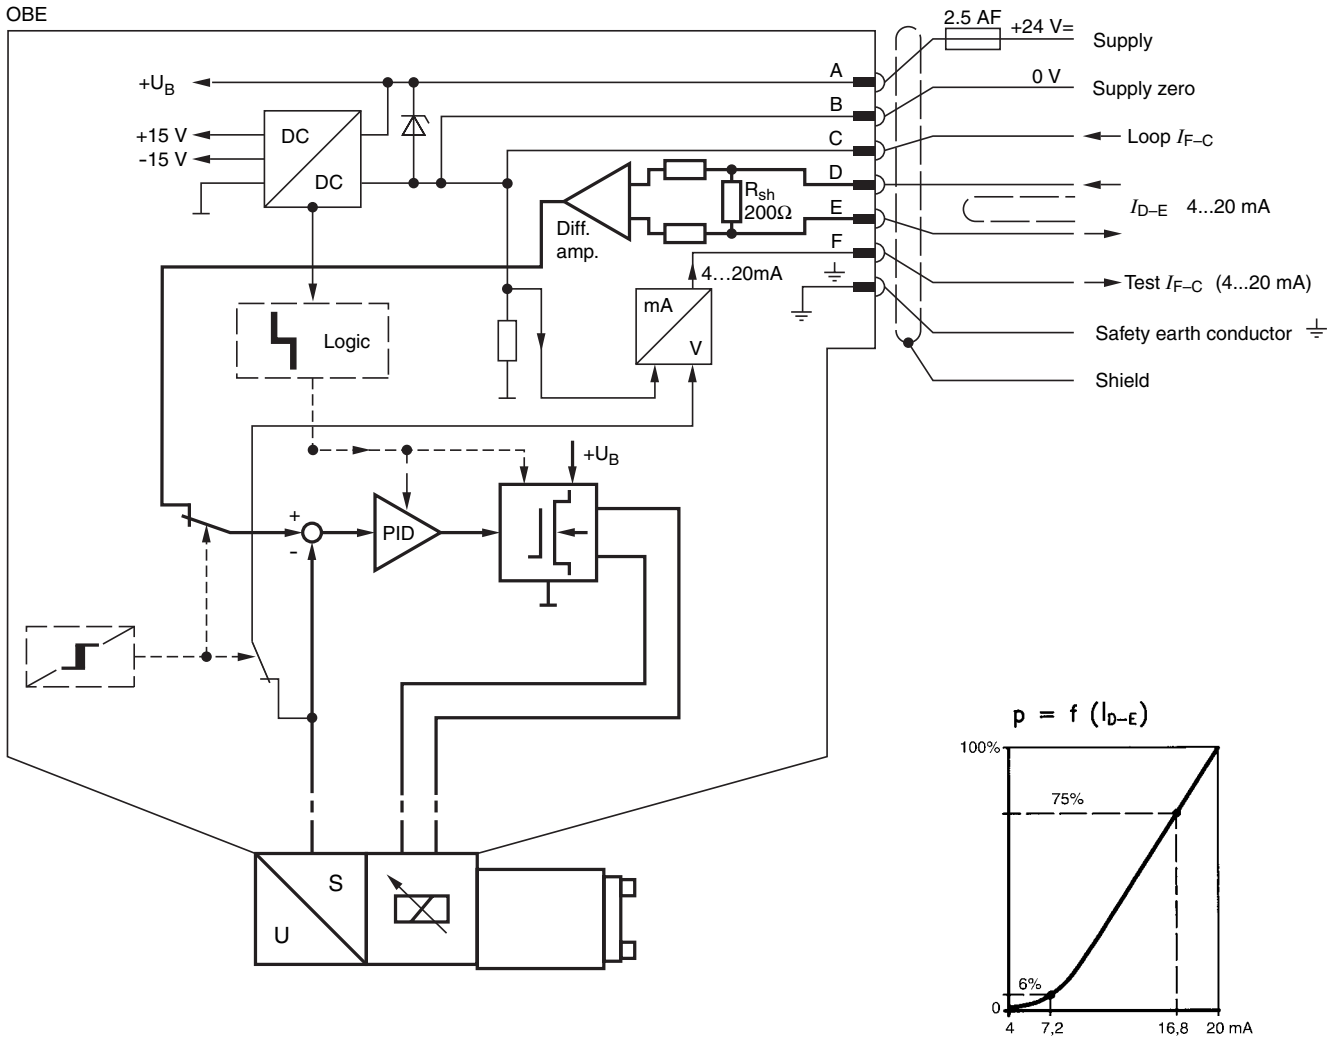 OBE
2.5 AF
+24 V=
Supply
A
+U_B
0 V
Supply zero
B
+15 V
DC
-15 V
DC
C
Loop I_F–C
D
R_sh
200Ω
E
I_D–E 4...20 mA
Diff.
amp.
F
4...20mA
Test I_F–C (4...20 mA)
mA
V
Safety earth conductor
Logic
Shield
+U_B
+
-
PID
p = f (I_D–E)
100%
75%
6%
0
4
7,2
16,8
20 mA
S
U